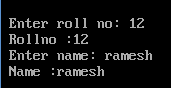 Enter roll no: 12
Rollno :12
Enter name: ramesh
Name :ramesh